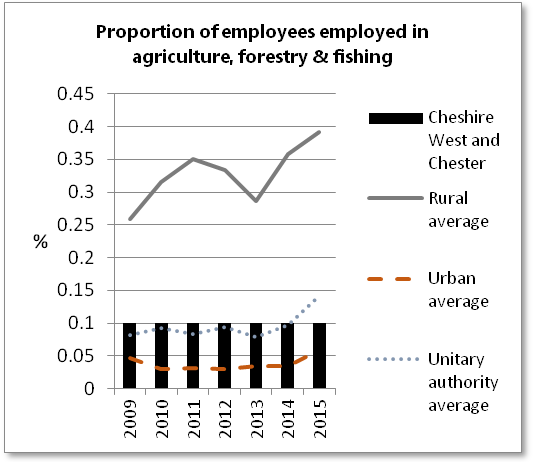 Proportion of employees employed in
agriculture, forestry & fishing
0.45
0.4
0.35
0.3
0.25
0.2
0.15
0.1
0.05
0
%
2009
2010
2011
2012
2013
2014
2015
Cheshire
West and
Chester
Rural
average
Urban
average
Unitary
authority
average